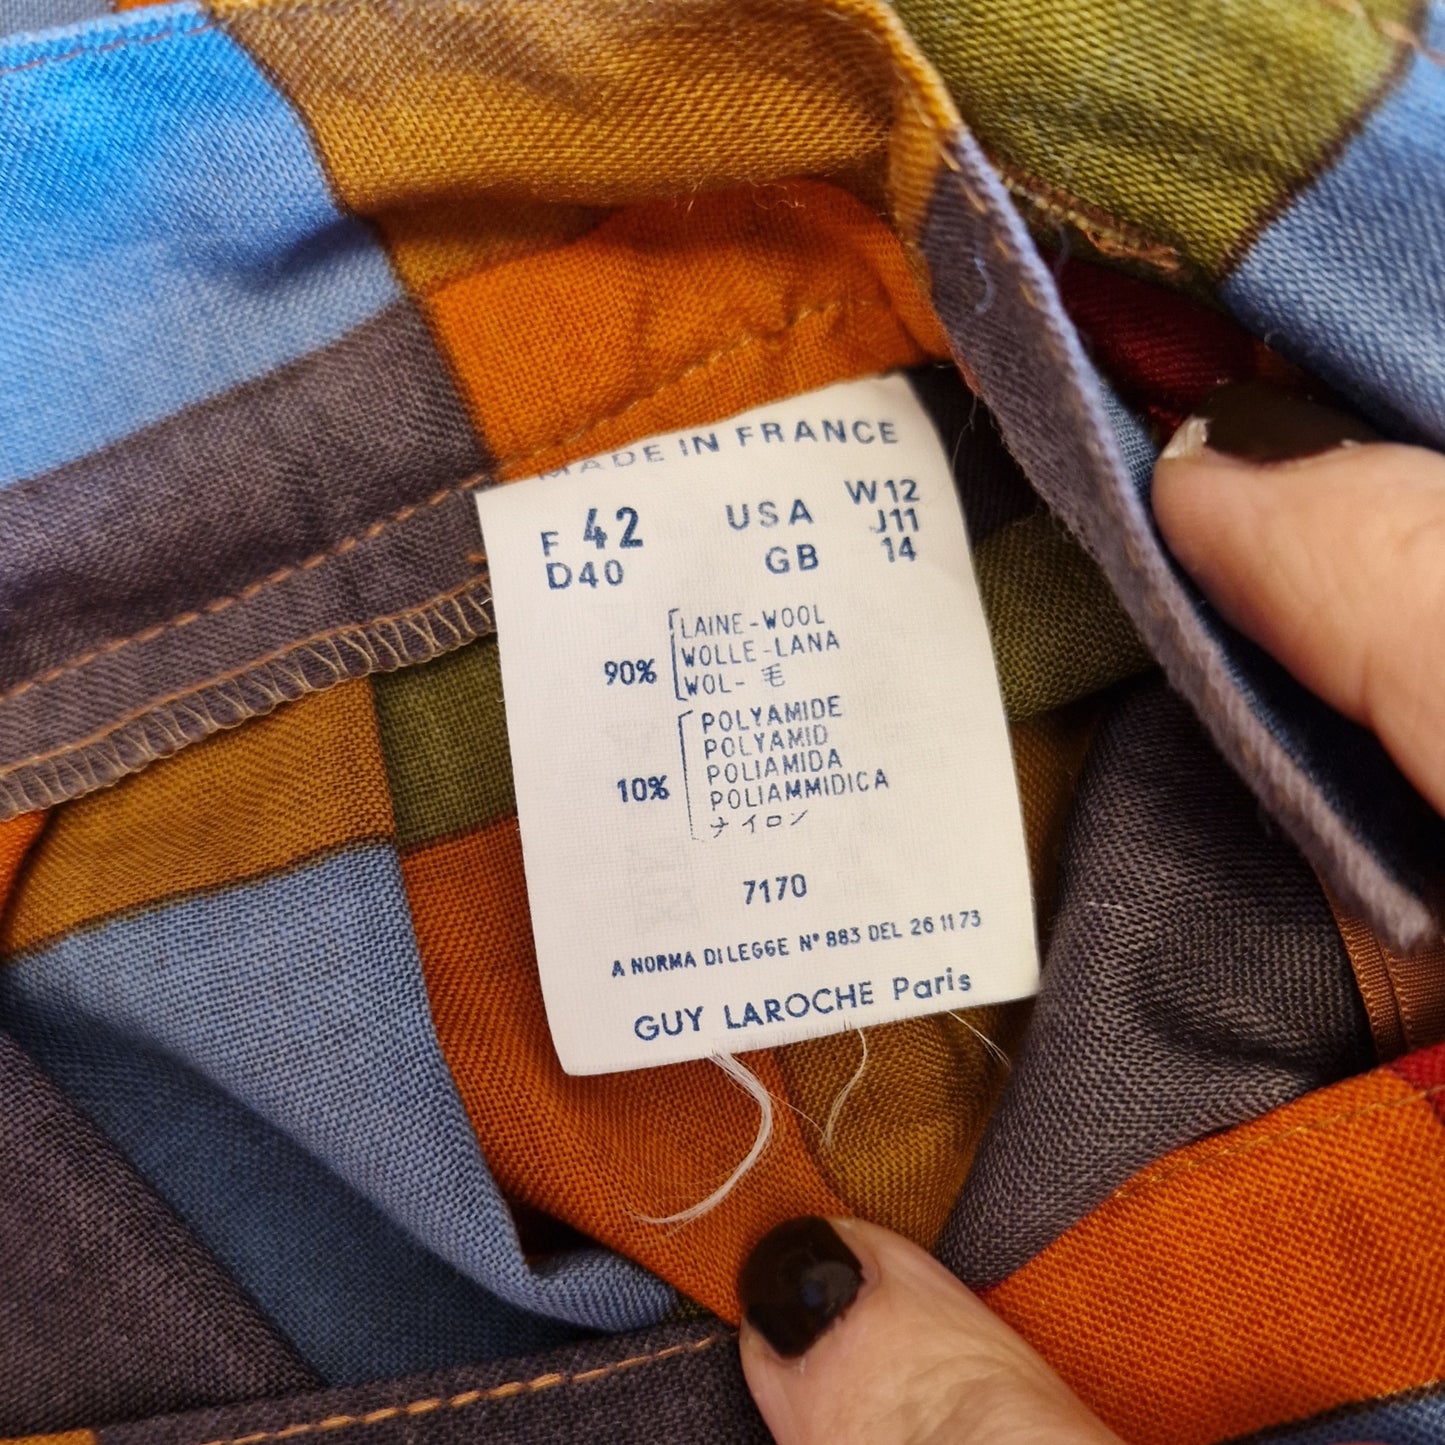 MADE IN FRANCE
F 42 USA W12
J11
D40 GB 14
90% LAINE-WOOL
WOLLE-LANA
WOL- 毛
10% POLYAMIDE
POLYAMID
POLIAMIDA
POLIAMMIDICA
ナイロン
7170
A NORMA DI LEGGE N° 883 DEL 26 11 73
GUY LAROCHE Paris